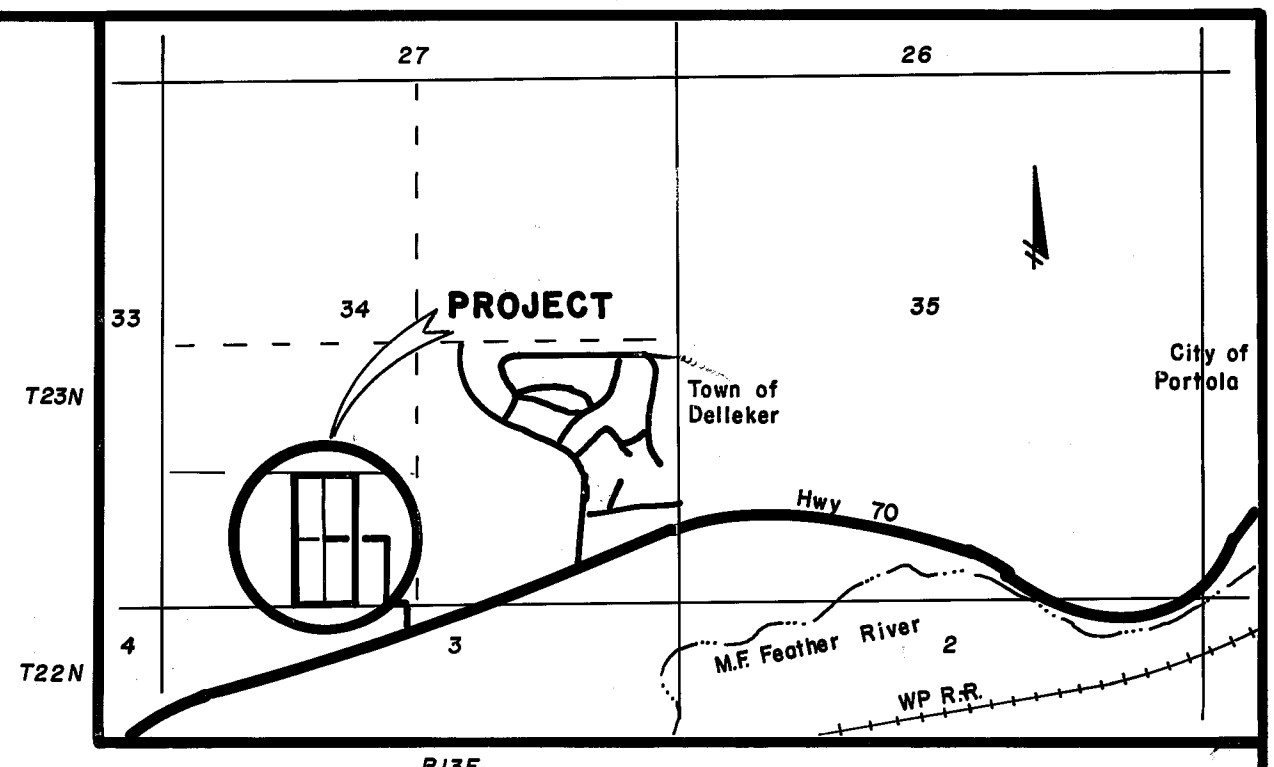 27
26
33
34
PROJECT
35
T23N
City of
Portola
Town of
Delleker
Hwy 70
4
3
2
M.F. Feather River
T22N
WP R.R.
R13E